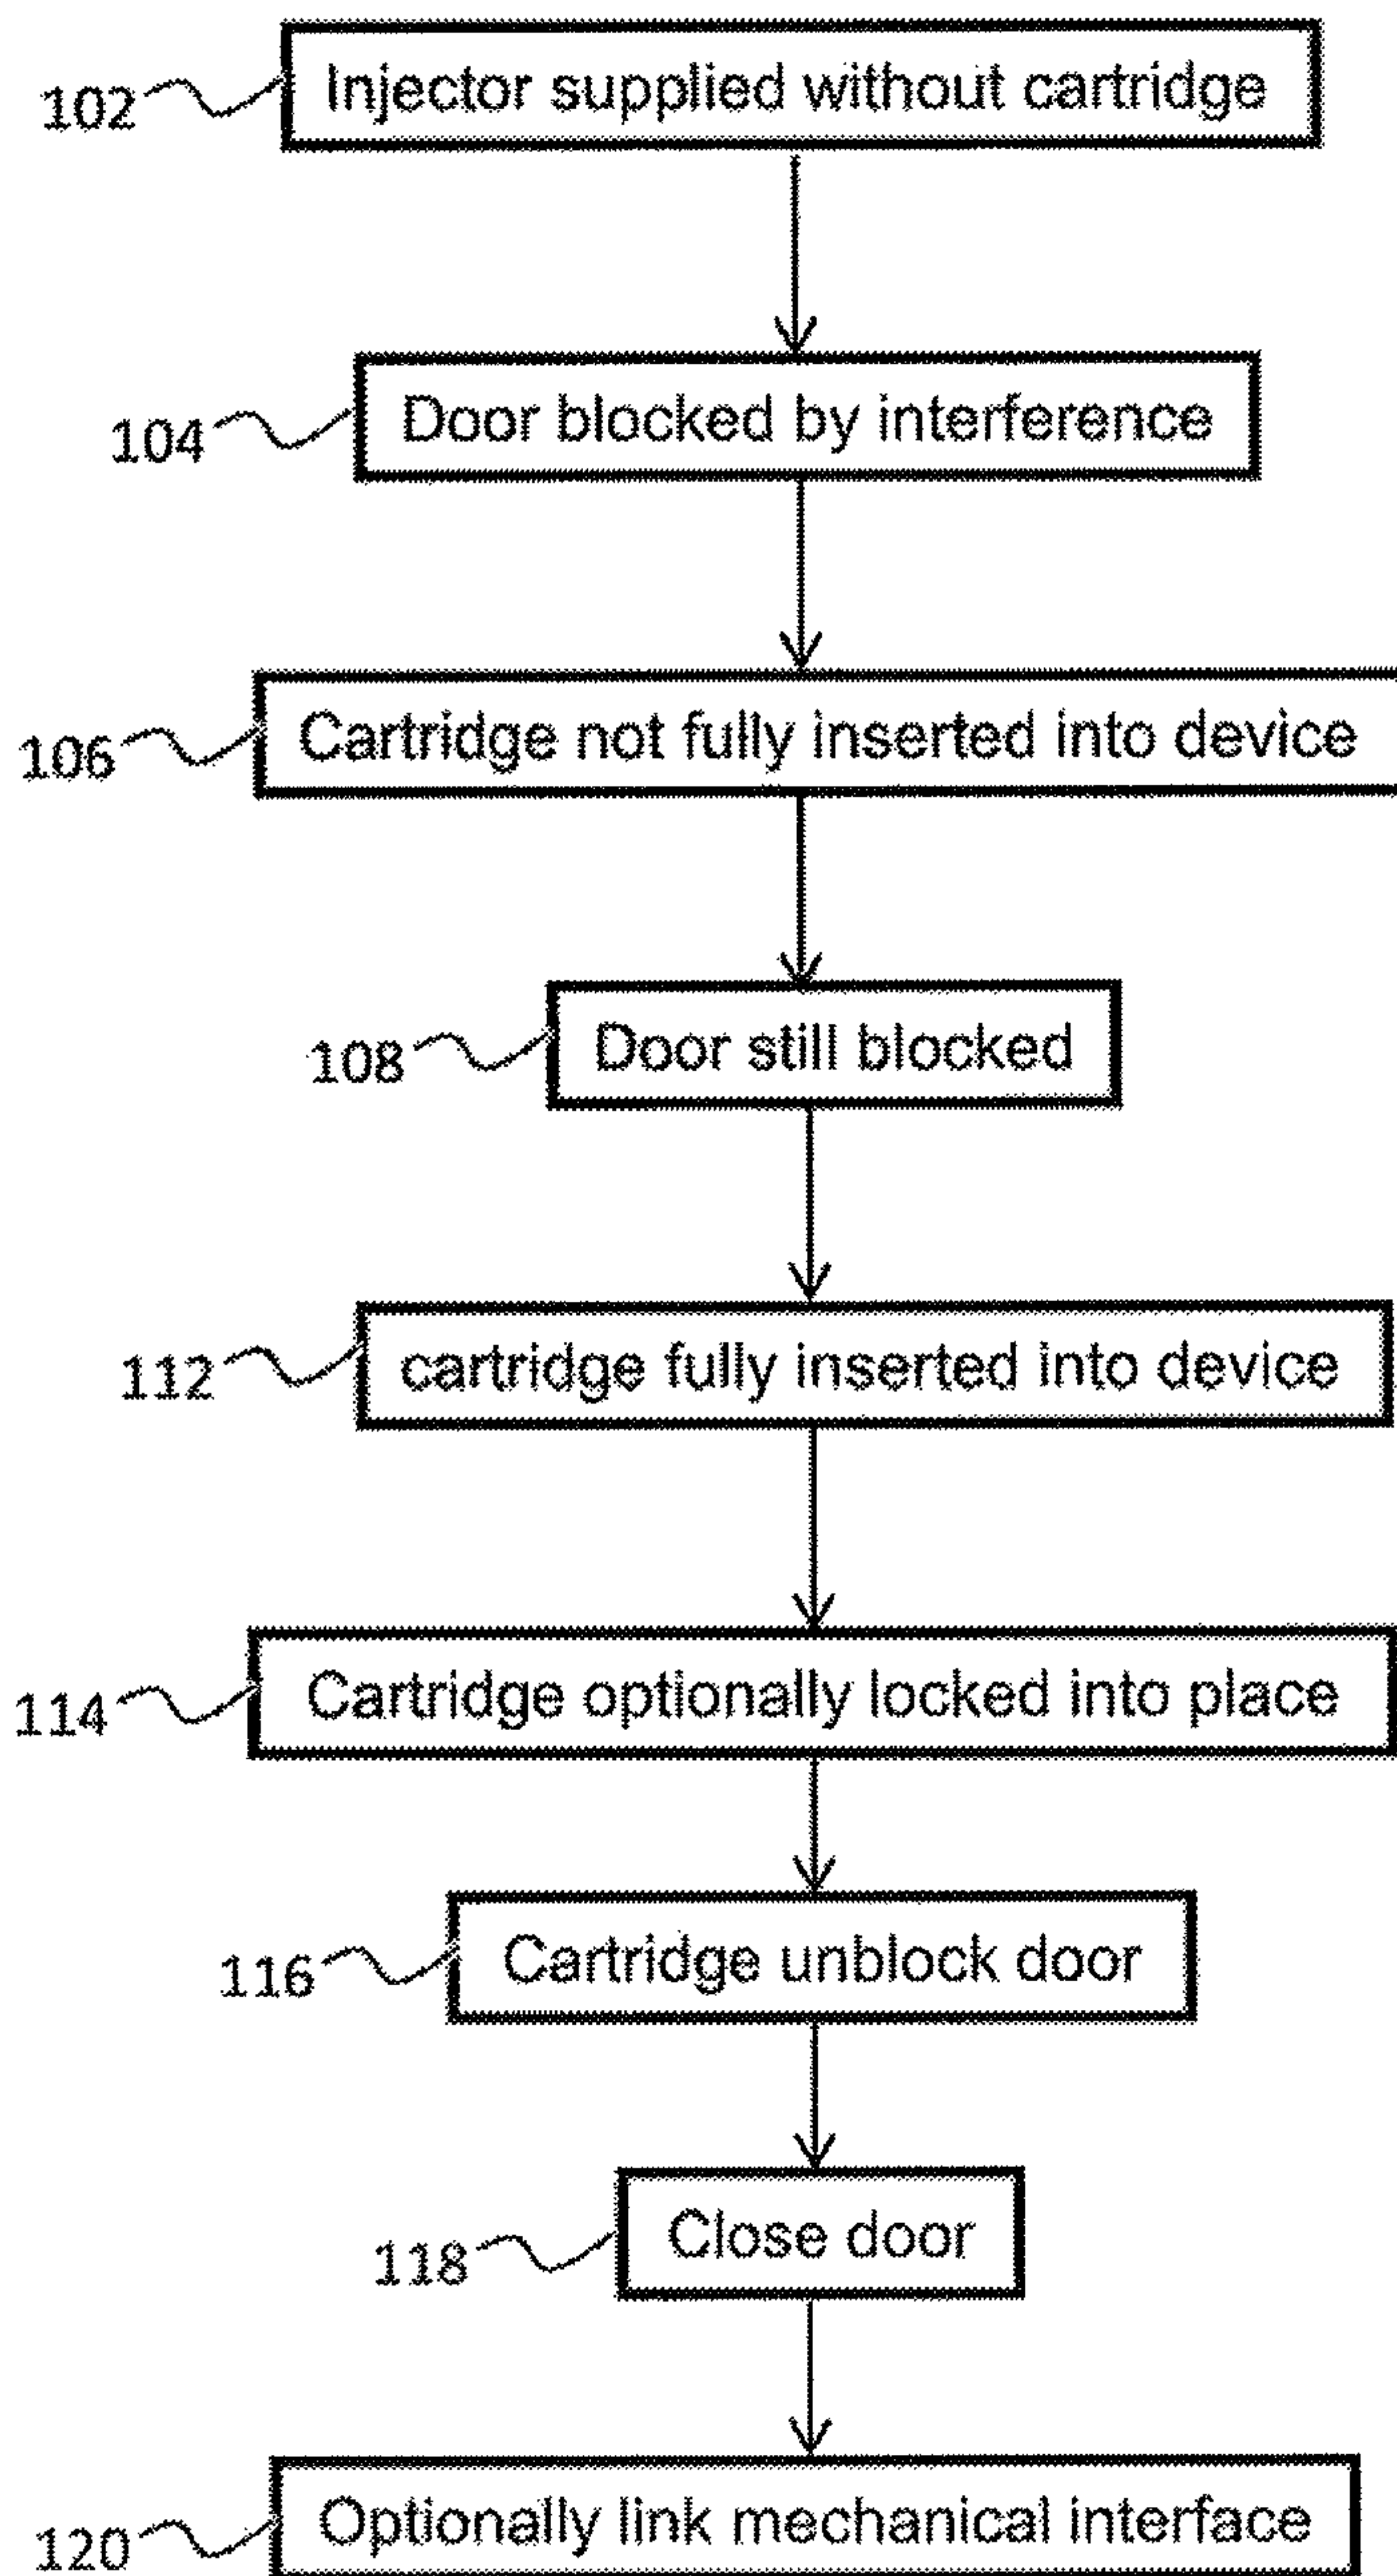 102 Injector supplied without cartridge
104 Door blocked by interference
106 Cartridge not fully inserted into device
108 Door still blocked
112 cartridge fully inserted into device
114 Cartridge optionally locked into place
116 Cartridge unblock door
118 Close door
120 Optionally link mechanical interface